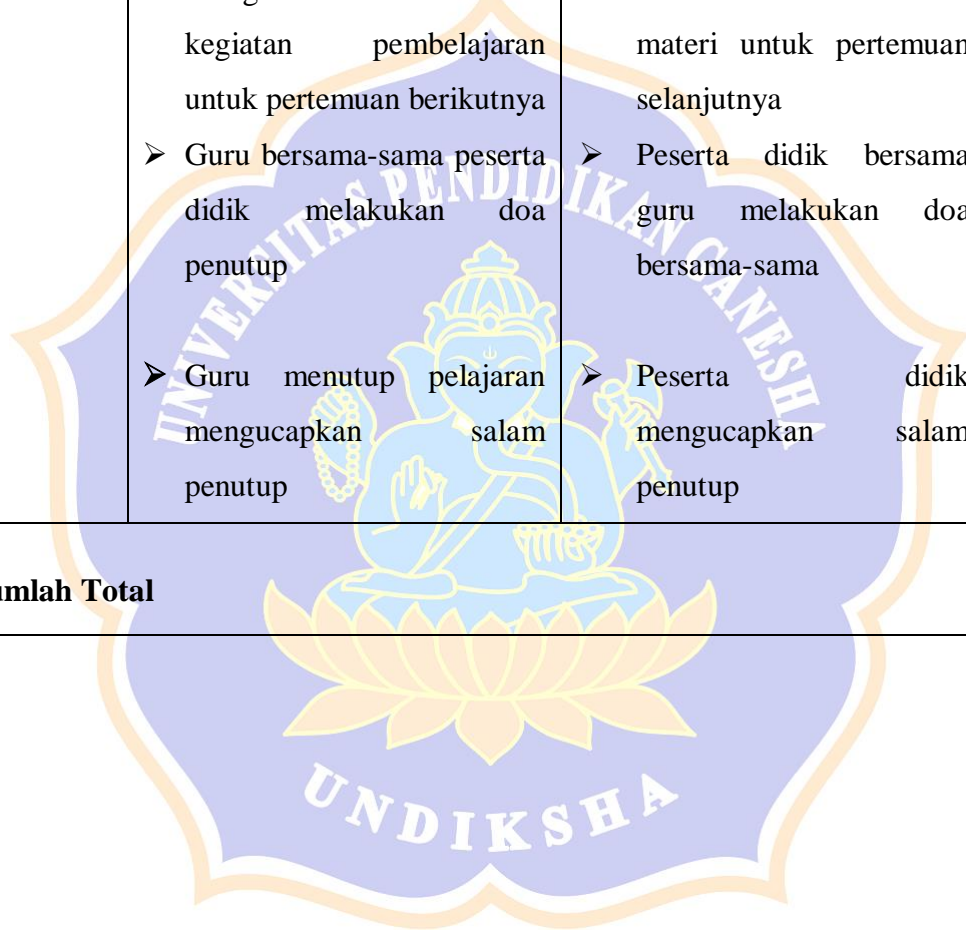 kegiatan pembelajaran
untuk pertemuan berikutnya
➢ Guru bersama-sama peserta
didik melakukan doa
penutup
➢ Guru menutup pelajaran
mengucapkan salam
penutup
materi untuk pertemuan
selanjutnya
➢ Peserta didik bersama
guru melakukan doa
bersama-sama
➢ Peserta didik
mengucapkan salam
penutup
umlah Total
UNIVERSITAS PENDIDIKAN GANESHA
UNDIKSHA